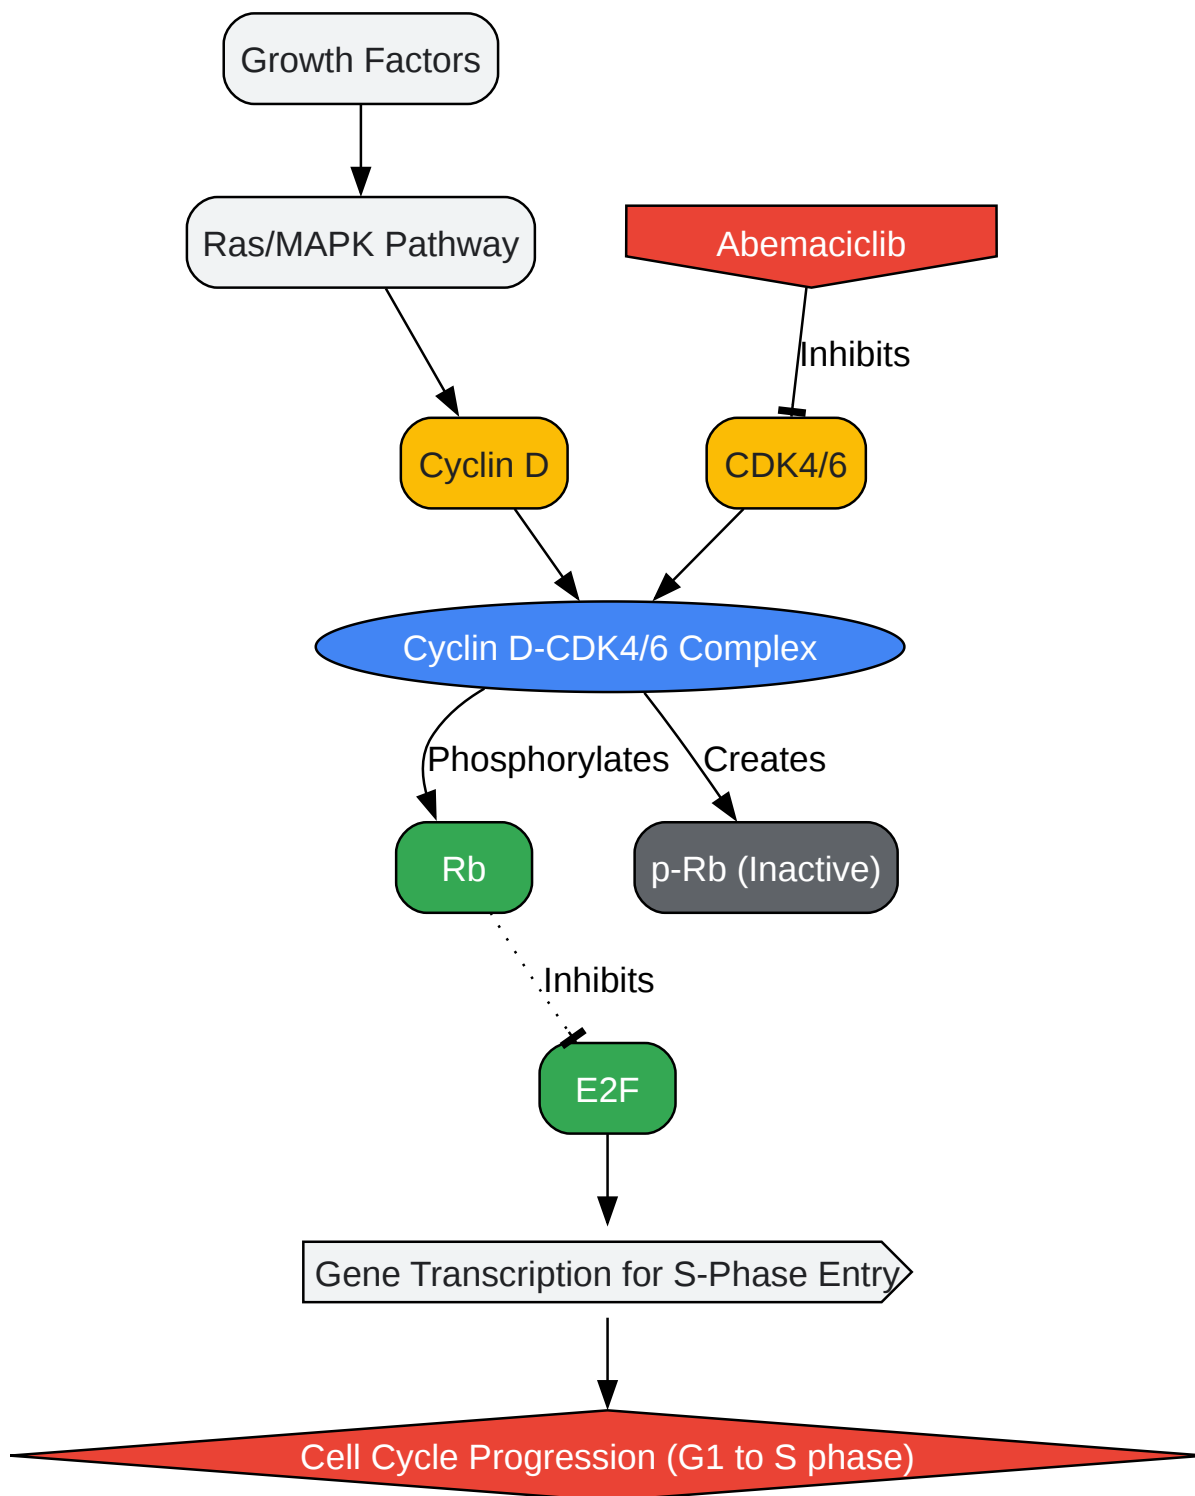 Growth Factors
Ras/MAPK Pathway
Abemaciclib
Inhibits
Cyclin D
CDK4/6
Cyclin D-CDK4/6 Complex
Phosphorylates
Creates
Rb
p-Rb (Inactive)
Inhibits
E2F
Gene Transcription for S-Phase Entry
Cell Cycle Progression (G1 to S phase)